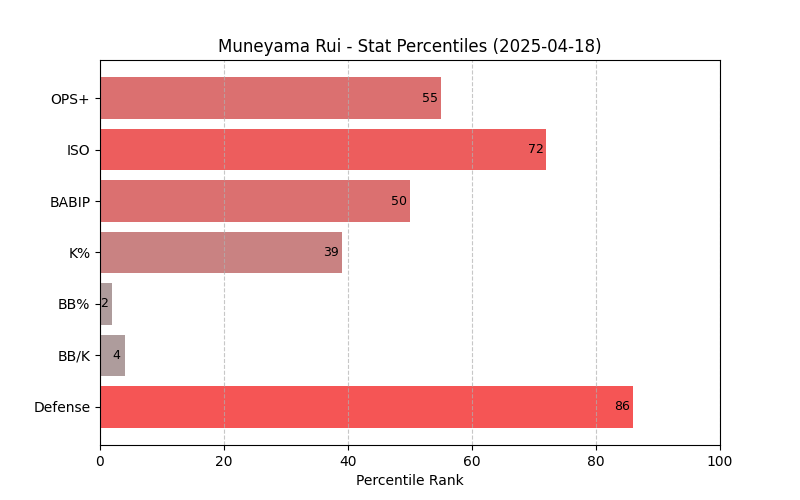 Muneyama Rui - Stat Percentiles (2025-04-18)
OPS+ 55
ISO 72
BABIP 50
K% 39
BB% 2
BB/K 4
Defense 86
0 20 40 60 80 100
Percentile Rank